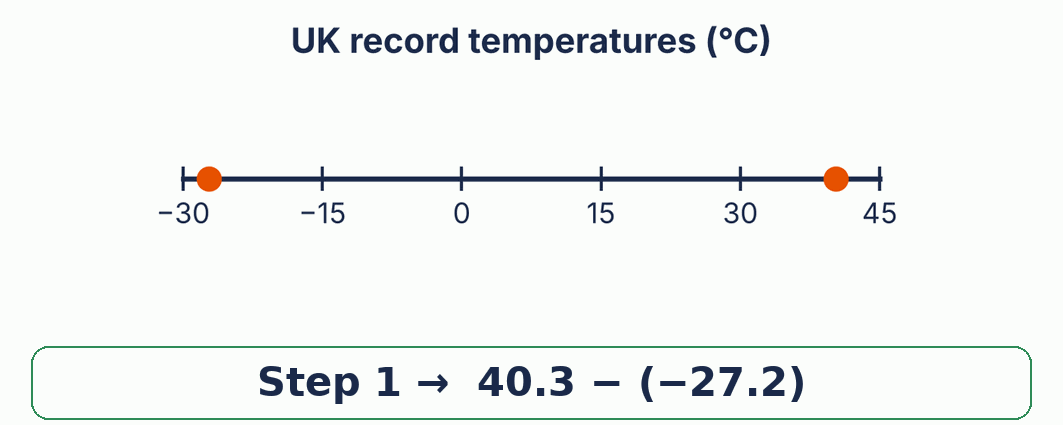 UK record temperatures (°C)
−30 −15 0 15 30 45
Step 1 → 40.3 − (−27.2)